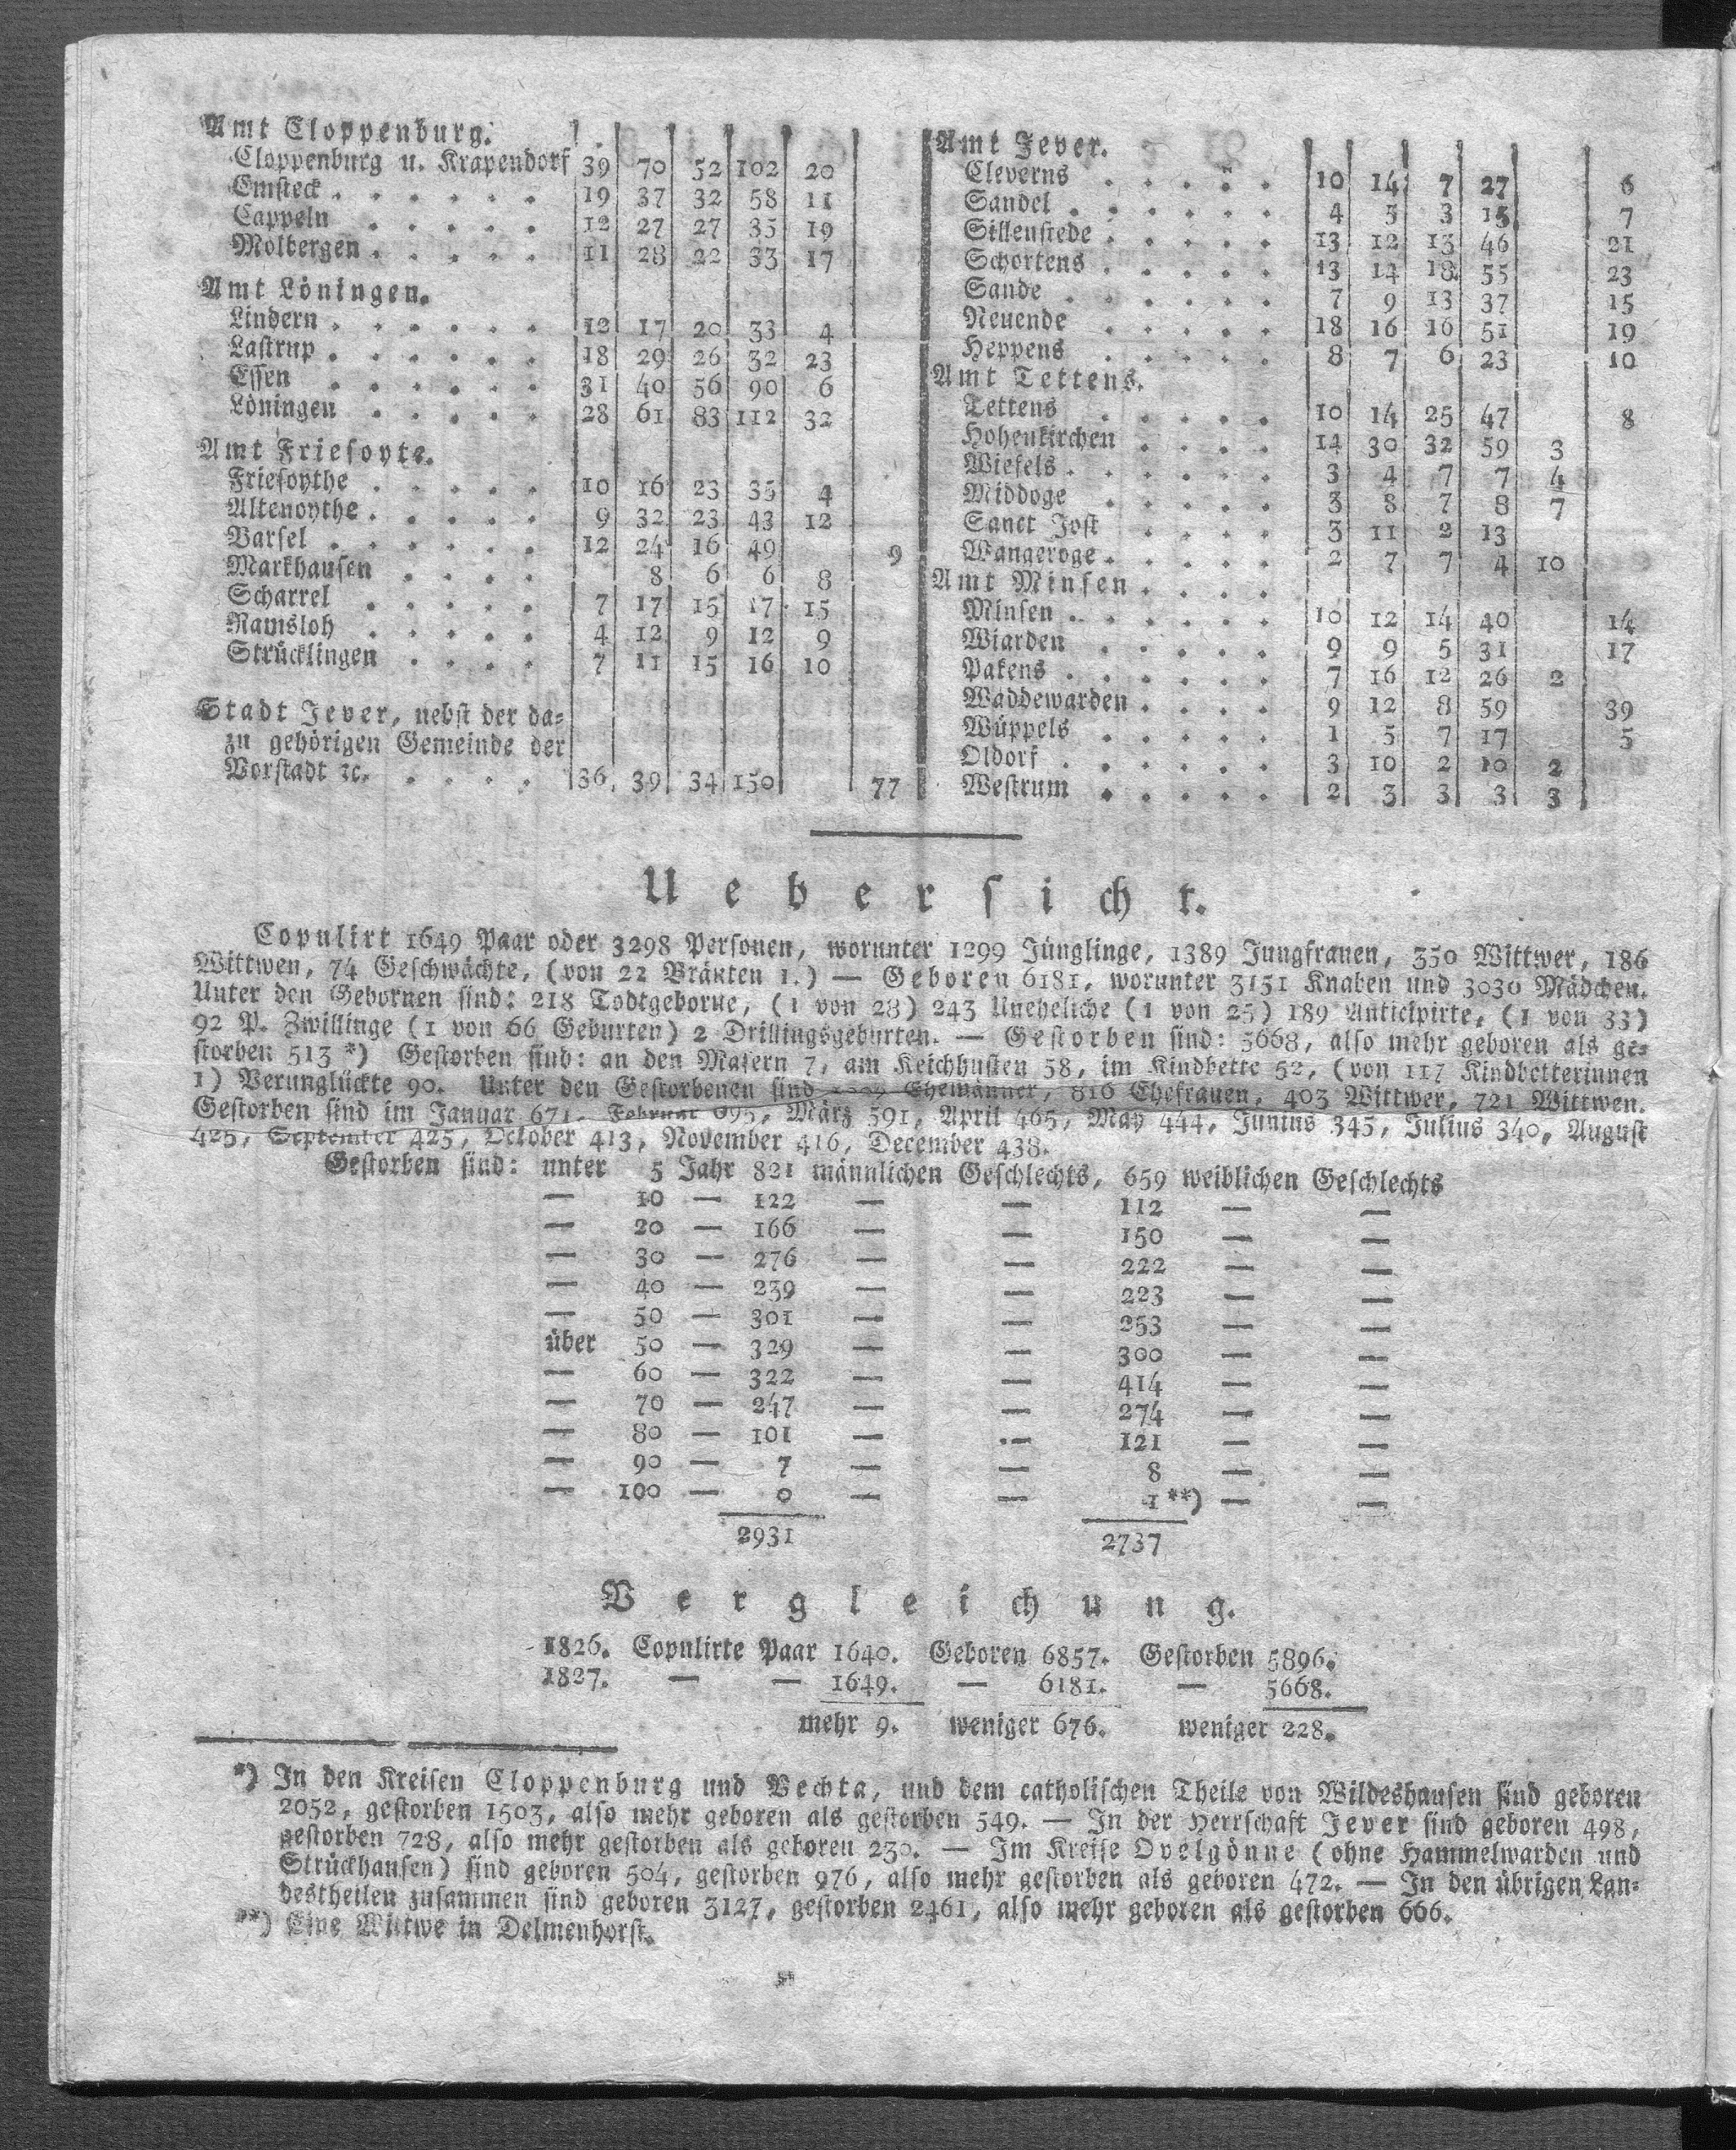 Amt Cloppenburg.
Cloppenburg u. Krapendorf 39 70 52 102 20
Emsteck . . . . . . 19 37 32 58 11
Cappeln . . . . . 12 27 27 35 19
Molbergen . . . . . 11 28 22 33 17
Amt Löningen.
Lindern . . . . . . 12 17 20 33 4
Lastrup . . . . . . 18 29 26 32 23
Essen . . . . . . 31 40 56 90 6
Löningen . . . . . 28 61 83 112 32
Amt Friesoyte.
Friesoythe . . . . . 10 16 23 35 4
Altenoythe . . . . . 9 32 23 43 12
Barsel . . . . . . 12 24 16 49 9
Markhausen . . . . 8 6 6 8
Scharrel . . . . . 7 17 15 17 15
Ramsloh . . . . . 4 12 9 12 9
Strücklingen . . . . 7 11 15 16 10
Stadt Jever, nebst der da-
zu gehörigen Gemeinde der
Vorstadt ꝛc. . . . . 36 39 34 150 77
Amt Jever.
Cleverns . . . . . 10 14 7 27 6
Sandel . . . . . . 4 5 3 15 7
Sillenstede . . . . . 13 12 13 46 21
Schortens . . . . . 13 14 18 55 23
Sande . . . . . . 7 9 13 37 15
Neuende . . . . . 18 16 16 51 19
Heppens . . . . . 8 7 6 23 10
Amt Tettens.
Tettens . . . . . 10 14 25 47 8
Hohenkirchen . . . . 14 30 32 59 3
Wiefels . . . . . . 3 4 7 7 4
Middoge . . . . . 3 8 7 8 7
Sanct Jost . . . . 3 11 2 13
Wangeroge . . . . . 2 7 7 4 10
Amt Minsen . . . .
Minsen . . . . . . 10 12 14 40 14
Wiarden . . . . . 9 9 5 31 17
Pakens . . . . . . 7 16 12 26 2
Waddewarden . . . . 9 12 8 59 39
Wüppels . . . . . 1 5 7 17 5
Oldorf . . . . . . 3 10 2 10 2
Westrum . . . . . 2 3 3 3 3
Uebersicht.
Copulirt 1649 Paar oder 3298 Personen, worunter 1299 Jünglinge, 1389 Jungfrauen, 350 Wittwer, 186
Wittwen, 74 Geschwächte, (von 22 Bräuten 1.) — Geboren 6181, worunter 3151 Knaben und 3030 Mädchen.
Unter den Gebornen sind: 218 Todtgeborne, (1 von 28) 243 Uneheliche (1 von 25) 189 Anticipirte, (1 von 33)
92 P. Zwillinge (1 von 66 Geburten) 2 Drillingsgeburten. — Gestorben sind: 5668, also mehr geboren als ge-
storben 513 *) Gestorben sind: an den Masern 7, am Keichhusten 58, im Kindbette 52, (von 117 Kindbetterinnen
1) Verunglückte 90. Unter den Gestorbenen sind Ehemänner, 816 Ehefrauen, 403 Wittwer, 721 Wittwen.
Gestorben sind im Januar 671, Februar 695, März 591, April 465, May 444, Junius 345, Julius 340, August
425, September 425, October 413, November 416, December 438.
Gestorben sind: unter 5 Jahr 821 männlichen Geschlechts, 659 weiblichen Geschlechts
— 10 — 122 — — 112 — —
— 20 — 166 — — 150 — —
— 30 — 276 — — 222 — —
— 40 — 239 — — 223 — —
— 50 — 301 — — 253 — —
über 50 — 329 — — 300 — —
— 60 — 322 — — 414 — —
— 70 — 247 — — 274 — —
— 80 — 101 — — 121 — —
— 90 — 7 — — 8 — —
— 100 — 0 — — 1 **) — —
2931 2737
Vergleichung.
1826. Copulirte Paar 1640. Geboren 6857. Gestorben 5896.
1827. — — 1649. — 6181. — 5668.
mehr 9. weniger 676. weniger 228.
*) In den Kreisen Cloppenburg und Vechta, und dem catholischen Theile von Wildeshausen sind geboren
2052, gestorben 1503, also mehr geboren als gestorben 549. — In der Herrschaft Jever sind geboren 498,
gestorben 728, also mehr gestorben als geboren 230. — Im Kreise Ovelgönne (ohne Hammelwarden und
Strückhausen) sind geboren 504, gestorben 976, also mehr gestorben als geboren 472. — In den übrigen Lan-
destheilen zusammen sind geboren 3127, gestorben 2461, also mehr geboren als gestorben 666.
**) Eine Wittwe in Delmenhorst.